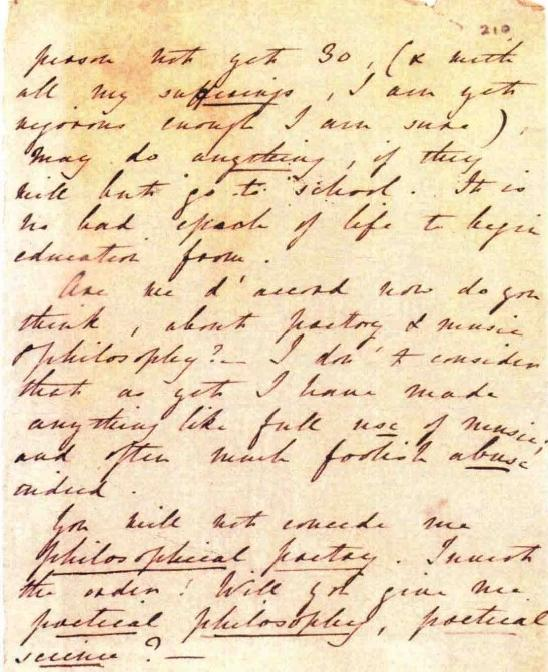 210
person not yet 30, (& with
all my sufferings, I am yet
vigorous enough I am sure),
may do anything, if they
will but go to school. It is
no bad epoch of life to begin
education from.
Are we d'accord now do you
think, about poetry & music
& philosophy? — I don't consider
that as yet I have made
anything like full use of music,
and often much foolish abuse
indeed.
You will not concede me
philosophical poetry. Invert
the order! Will you give me
poetical philosophy, poetical
science? —